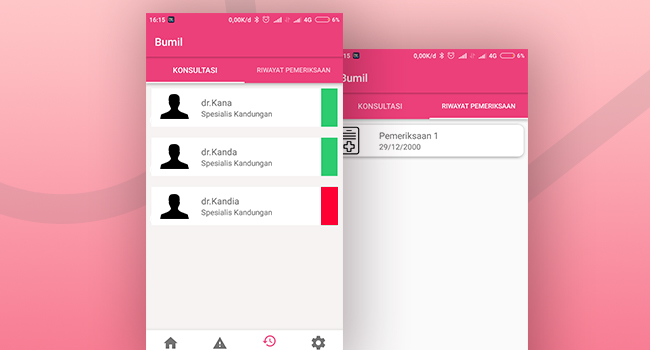 16:15
0,00K/d
4G
6%
Bumil
KONSULTASI
RIWAYAT PEMERIKSAAN
dr.Kana
Spesialis Kandungan
dr.Kanda
Spesialis Kandungan
dr.Kandia
Spesialis Kandungan
:15
0,00K/d
4G
6%
Bumil
KONSULTASI
RIWAYAT PEMERIKSAAN
Pemeriksaan 1
29/12/2000